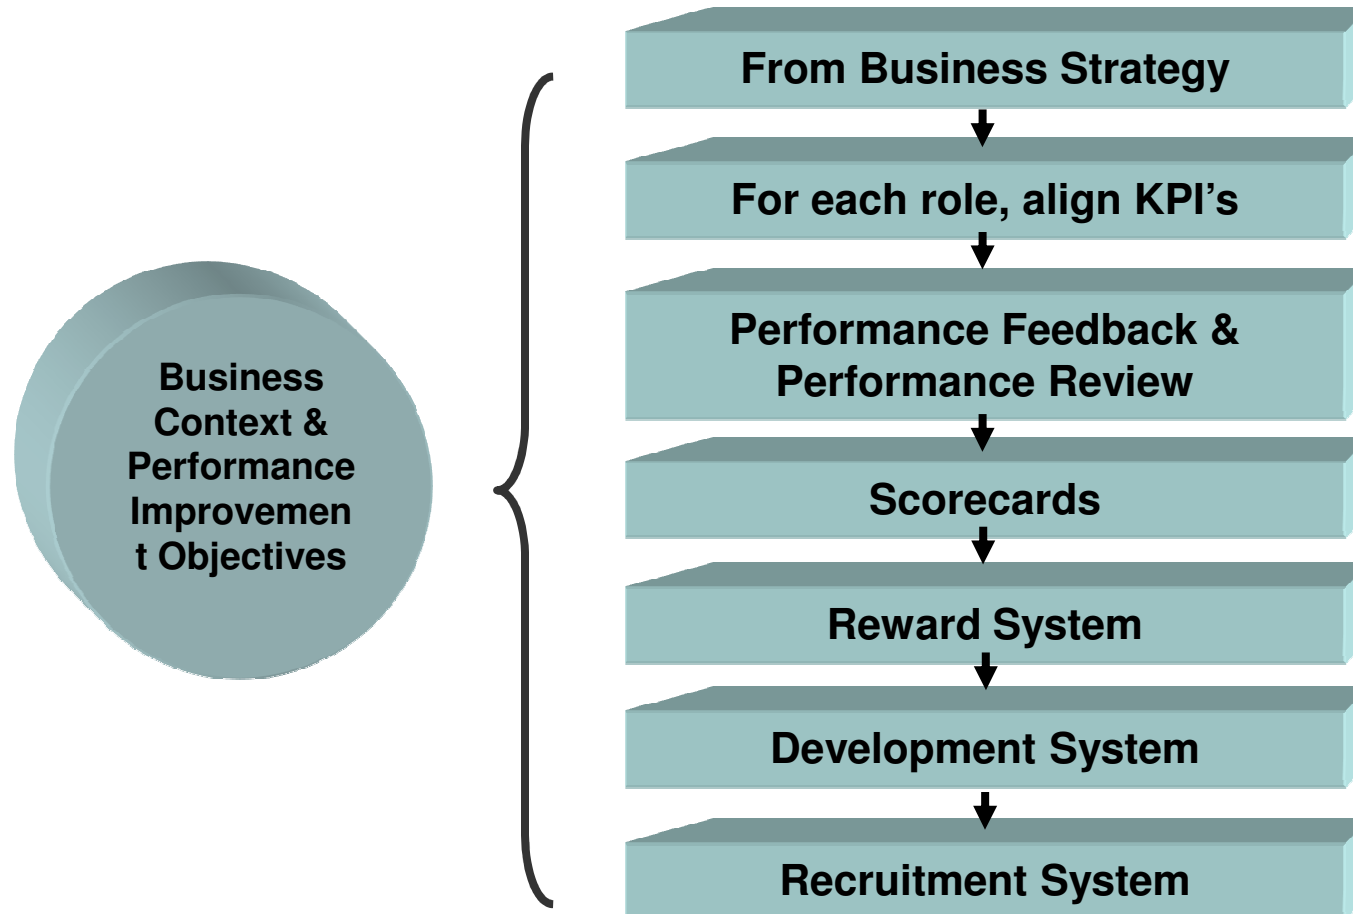 Business
Context &
Performance
Improvemen
t Objectives
From Business Strategy
For each role, align KPI’s
Performance Feedback &
Performance Review
Scorecards
Reward System
Development System
Recruitment System